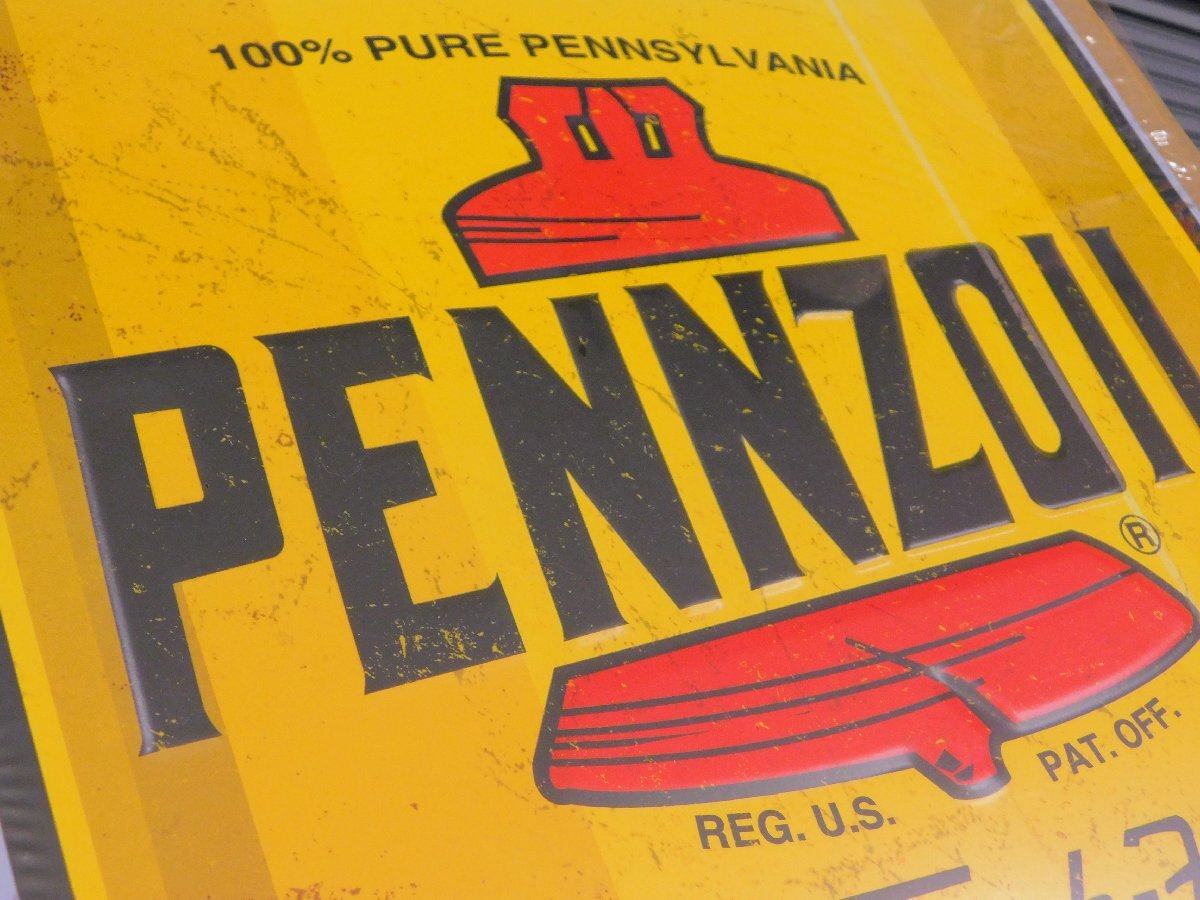 100% PURE PENNSYLVANIA
PENNZOIL
®
REG. U.S. PAT. OFF.